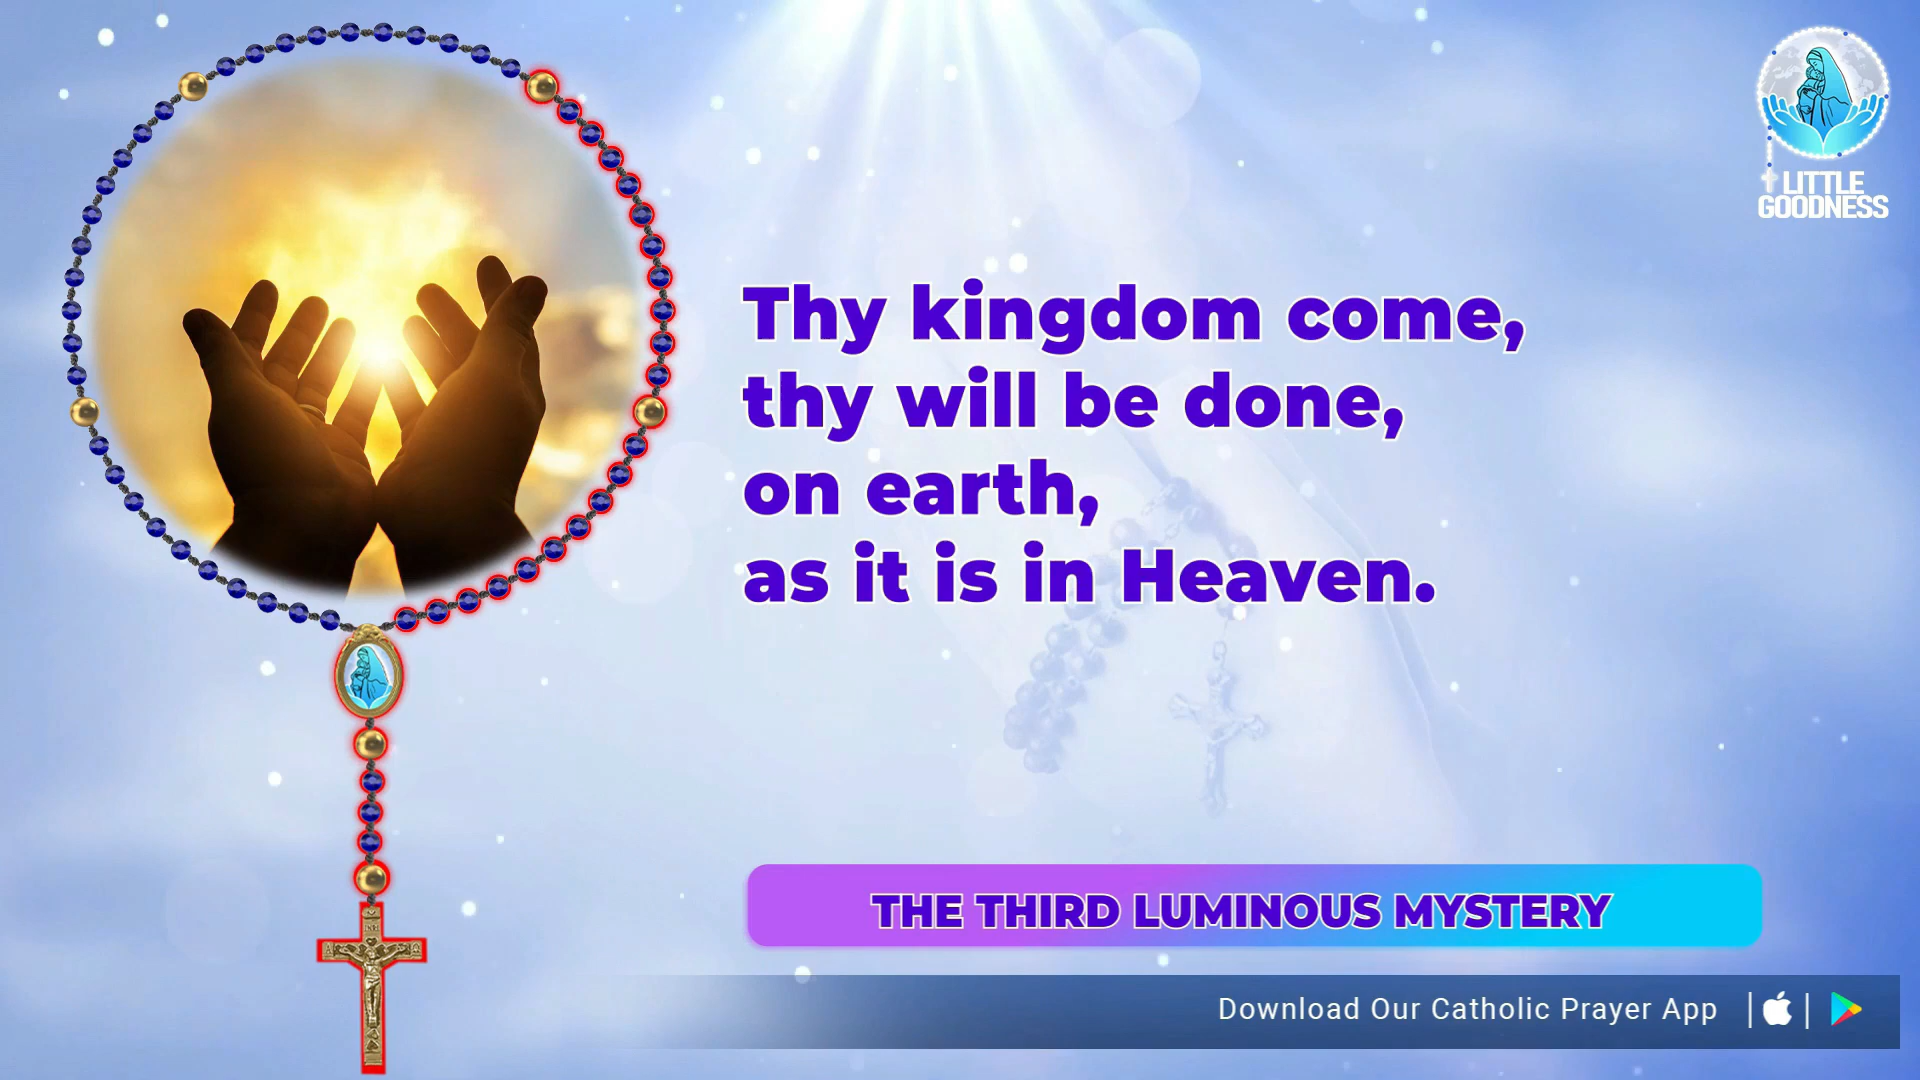 LITTLE
GOODNESS
Thy kingdom come,
thy will be done,
on earth,
as it is in Heaven.
THE THIRD LUMINOUS MYSTERY
Download Our Catholic Prayer App
INRI